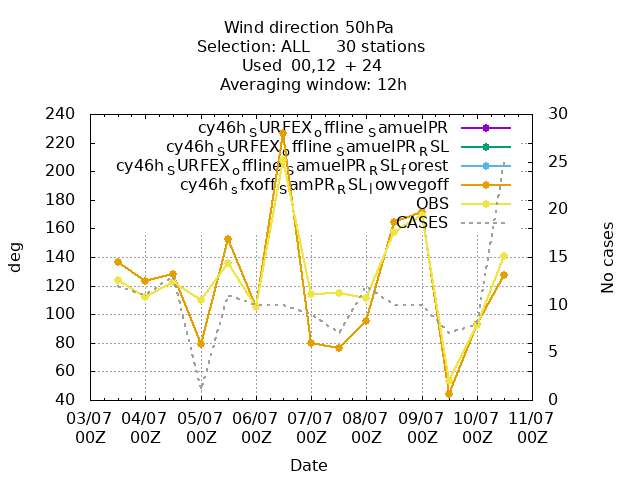 Wind direction 50hPa
Selection: ALL 30 stations
Used 00,12 + 24
Averaging window: 12h
cy46h_SURFEX_offline_SamuelPR
cy46h_SURFEX_offline_SamuelPR_RSL
cy46h_SURFEX_offline_SamuelPR_RSL_forest
cy46h_sfxoff_SamPR_RSL_lowvegoff
OBS
CASES
240
220
200
180
160
140
120
100
80
60
40
deg
30
25
20
15
10
5
0
No cases
03/07 04/07 05/07 06/07 07/07 08/07 09/07 10/07 11/07
00Z 00Z 00Z 00Z 00Z 00Z 00Z 00Z 00Z
Date